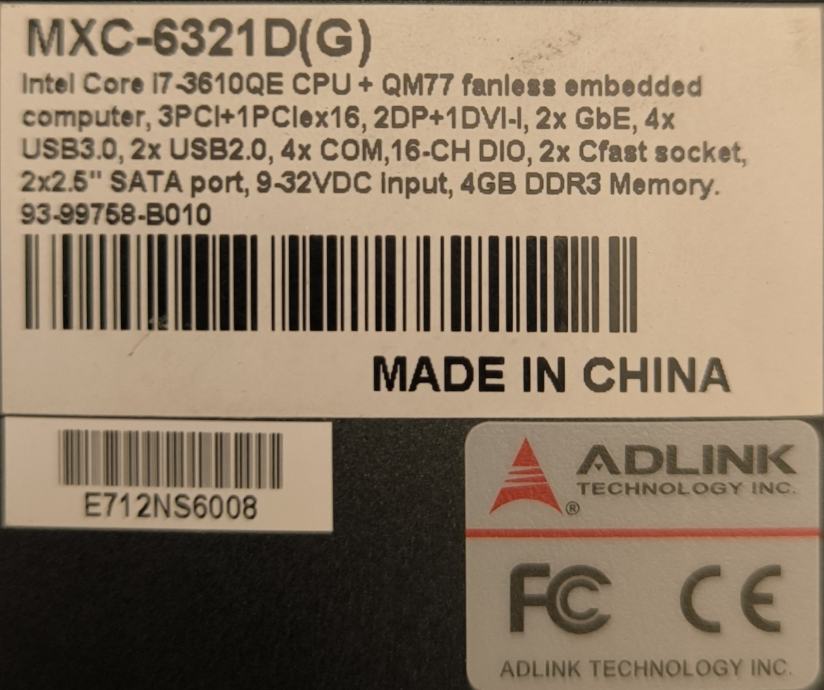 MXC-6321D(G)
Intel Core i7-3610QE CPU + QM77 fanless embedded
computer, 3PCI+1PCIex16, 2DP+1DVI-I, 2x GbE, 4x
USB3.0, 2x USB2.0, 4x COM,16-CH DIO, 2x Cfast socket,
2x2.5" SATA port, 9-32VDC input, 4GB DDR3 Memory.
93-99758-B010
MADE IN CHINA
E712NS6008
ADLINK
TECHNOLOGY INC.
®
FC CE
ADLINK TECHNOLOGY INC.